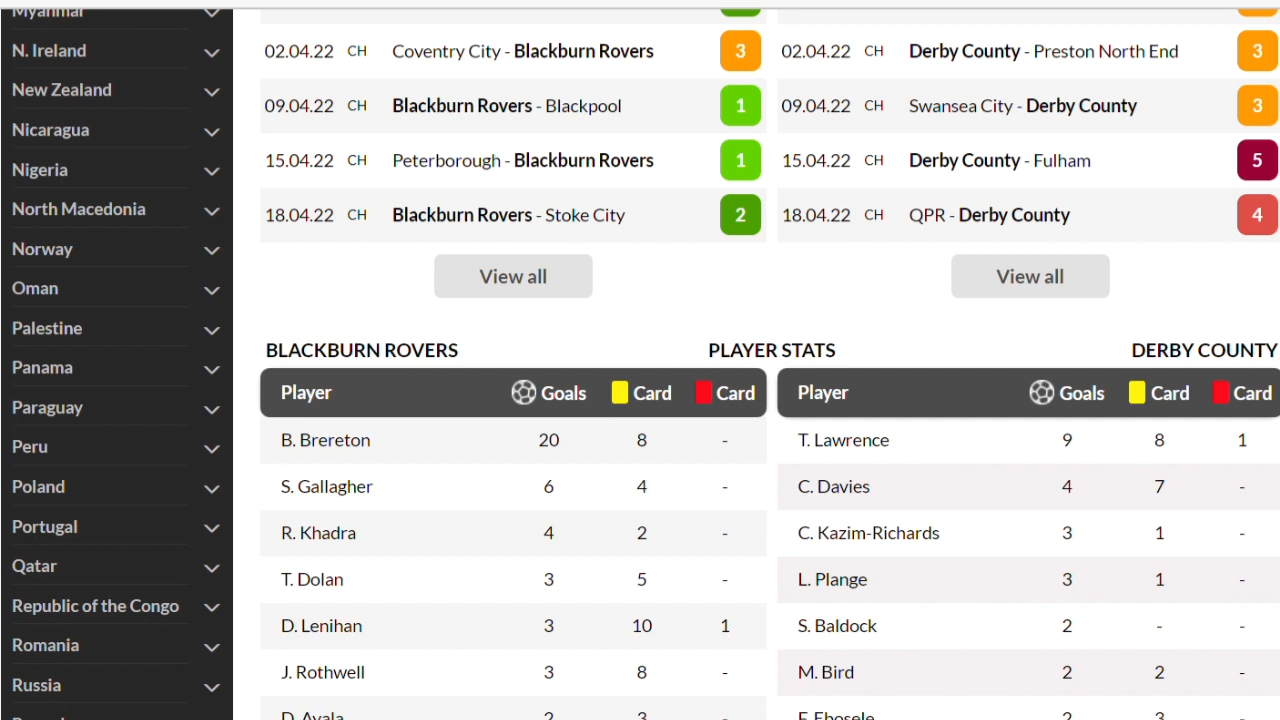 Myanmar
N. Ireland
New Zealand
Nicaragua
Nigeria
North Macedonia
Norway
Oman
Palestine
Panama
Paraguay
Peru
Poland
Portugal
Qatar
Republic of the Congo
Romania
Russia
02.04.22 CH Coventry City - Blackburn Rovers 3
09.04.22 CH Blackburn Rovers - Blackpool 1
15.04.22 CH Peterborough - Blackburn Rovers 1
18.04.22 CH Blackburn Rovers - Stoke City 2
View all
02.04.22 CH Derby County - Preston North End 3
09.04.22 CH Swansea City - Derby County 3
15.04.22 CH Derby County - Fulham 5
18.04.22 CH QPR - Derby County 4
View all
BLACKBURN ROVERS PLAYER STATS DERBY COUNTY
Player Goals Card Card
B. Brereton 20 8 -
S. Gallagher 6 4 -
R. Khadra 4 2 -
T. Dolan 3 5 -
D. Lenihan 3 10 1
J. Rothwell 3 8 -
D. Ayala 2 3 -
Player Goals Card Card
T. Lawrence 9 8 1
C. Davies 4 7 -
C. Kazim-Richards 3 1 -
L. Plange 3 1 -
S. Baldock 2 - -
M. Bird 2 2 -
F. Ebosele 2 3 -